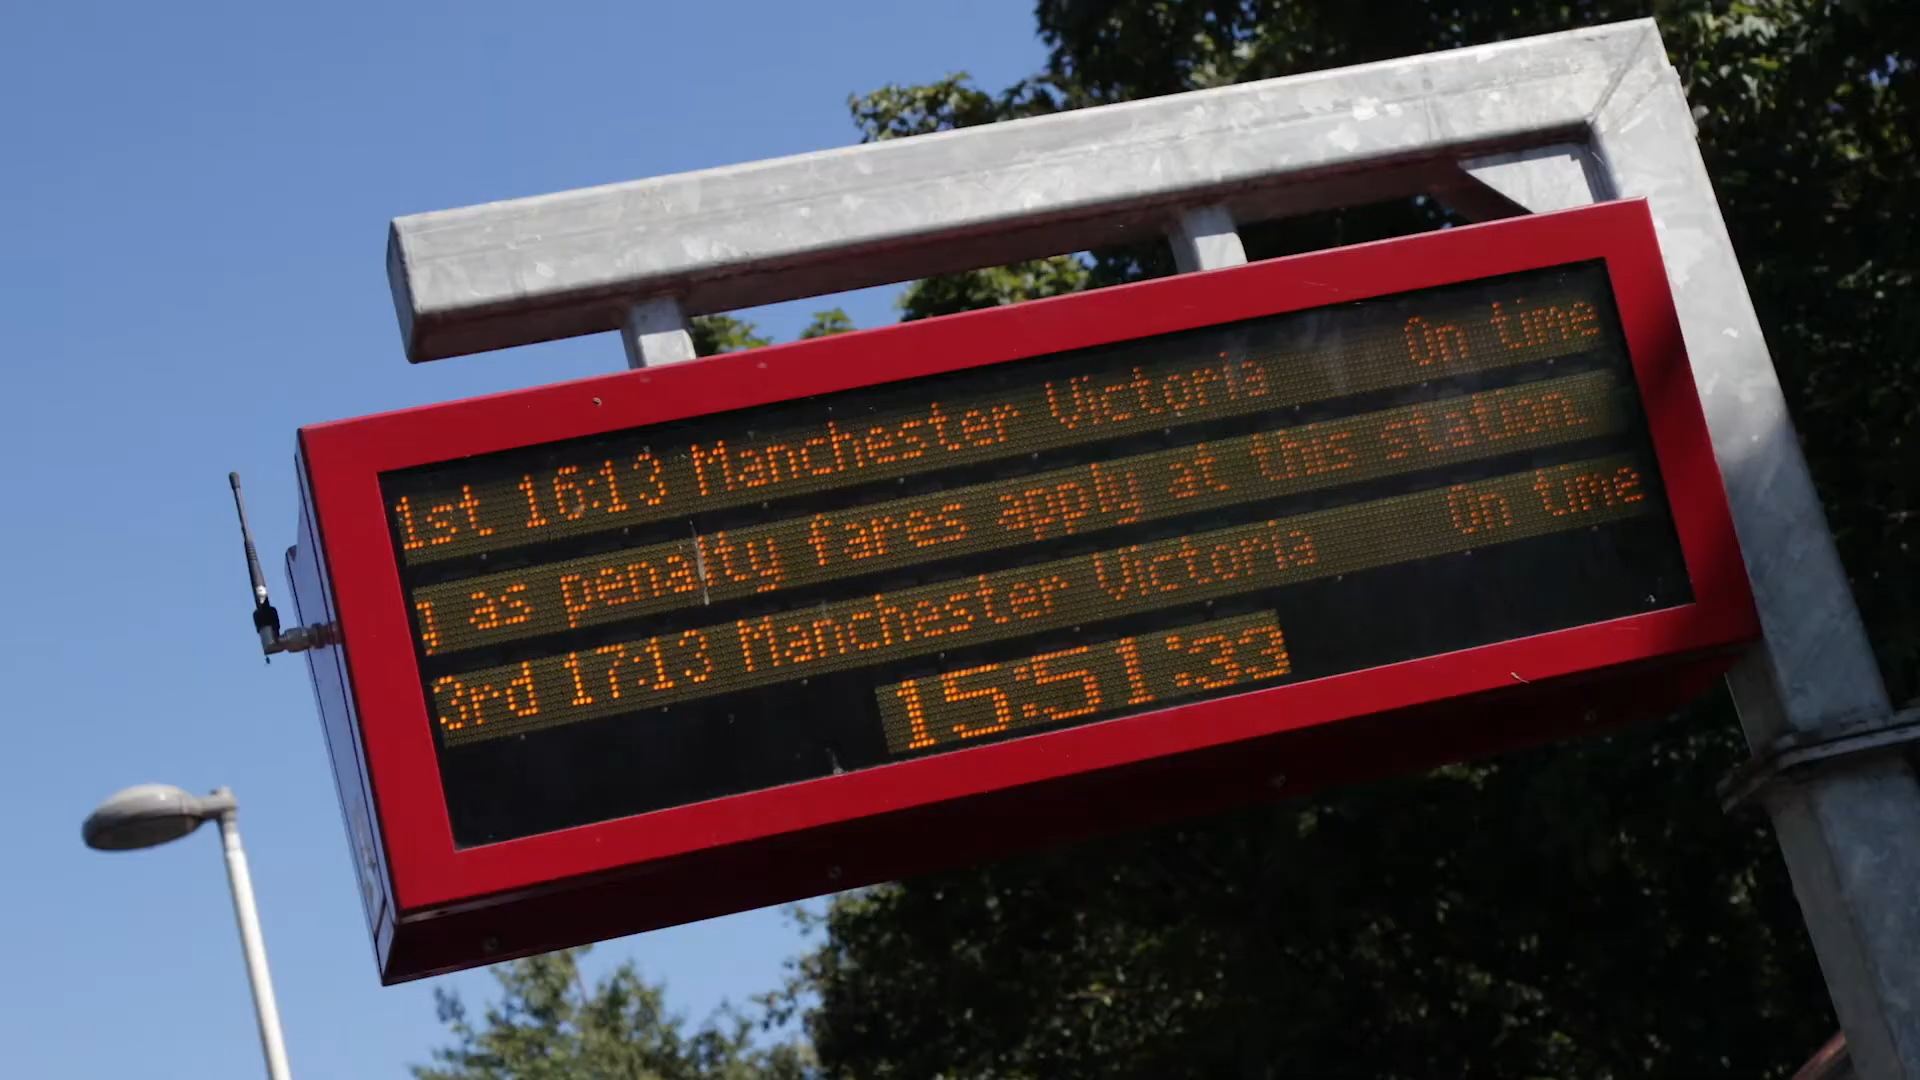 1st 16:13 Manchester Victoria On time
as penalty fares apply at this station.
3rd 17:13 Manchester Victoria On time
15:51:33